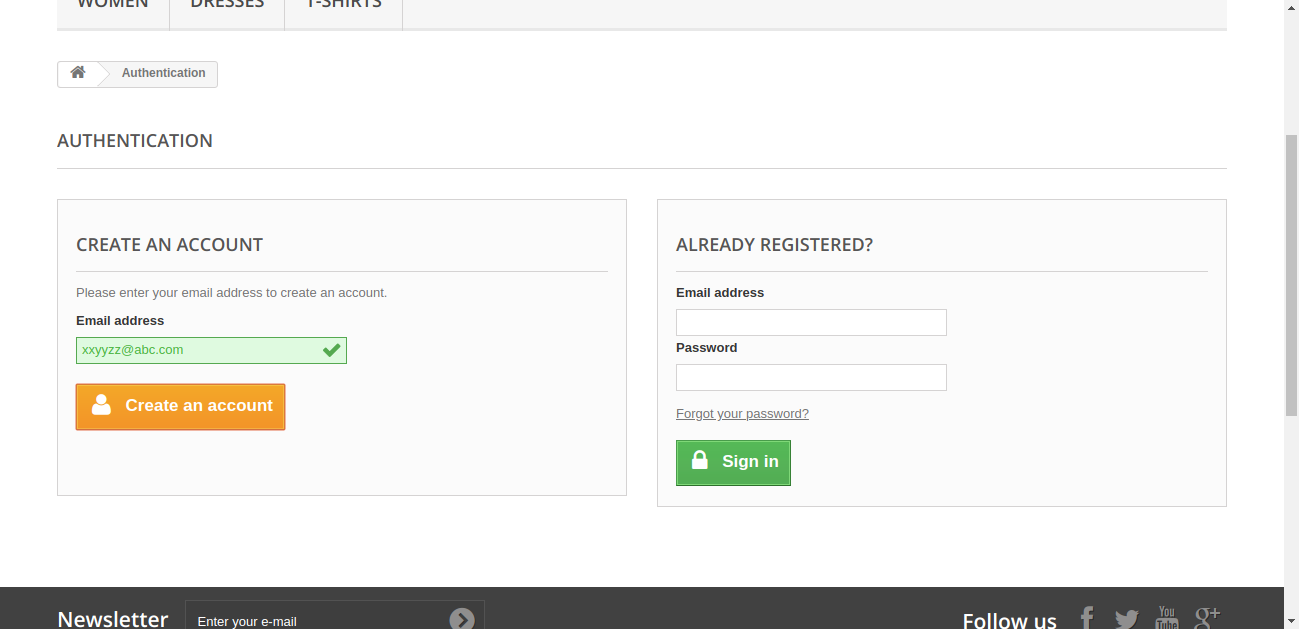 WOMEN DRESSES T-SHIRTS
Authentication
AUTHENTICATION
CREATE AN ACCOUNT
Please enter your email address to create an account.
Email address
xxyyzz@abc.com
Create an account
ALREADY REGISTERED?
Email address
Password
Forgot your password?
Sign in
Newsletter
Enter your e-mail
Follow us
You
Tube
g+